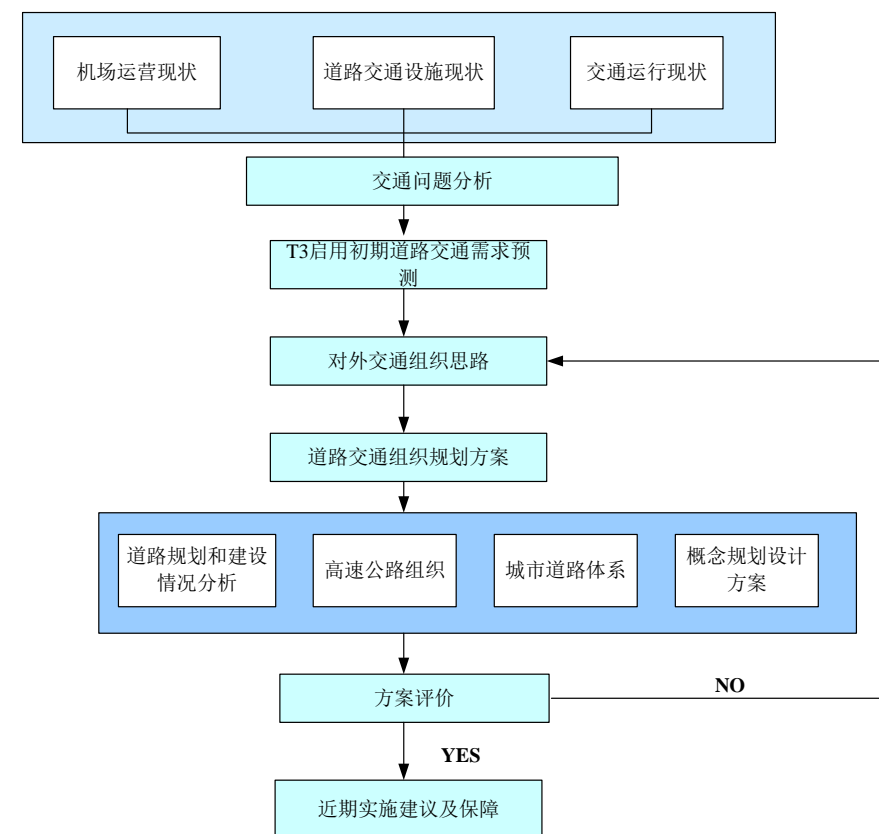 机场运营现状
道路交通设施现状
交通运行现状
交通问题分析
T3启用初期道路交通需求预
测
对外交通组织思路
道路交通组织规划方案
道路规划和建设
情况分析
高速公路组织
城市道路体系
概念规划设计
方案
方案评价
NO
YES
近期实施建议及保障